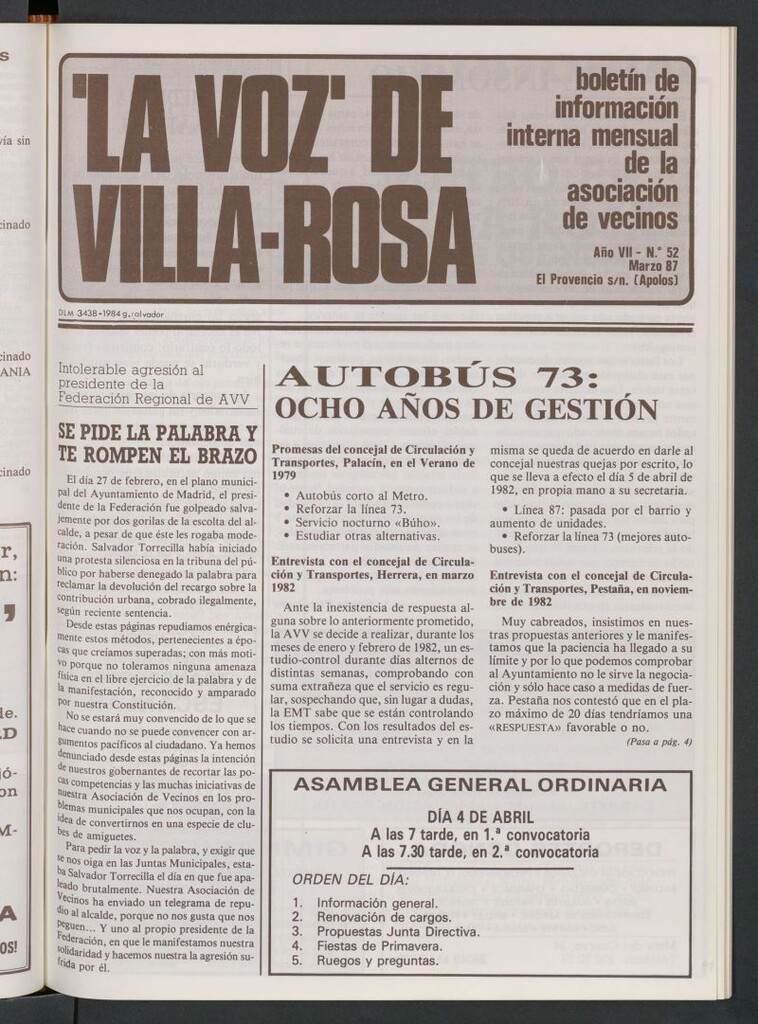 'LA VOZ' DE
VILLA-ROSA
boletín de
información
interna mensual
de la
asociación
de vecinos
Año VII - N.° 52
Marzo 87
El Provencio s/n. (Apolos)
DLM 3438-1984
Intolerable agresión al
presidente de la
Federación Regional de AVV
SE PIDE LA PALABRA Y
TE ROMPEN EL BRAZO
El día 27 de febrero, en el plano munici-
pal del Ayuntamiento de Madrid, el presi-
dente de la Federación fue golpeado salva-
jemente por dos gorilas de la escolta del al-
calde, a pesar de que éste les rogaba mode-
ración. Salvador Torrecilla había iniciado
una protesta silenciosa en la tribuna del pú-
blico por haberse denegado la palabra para
reclamar la devolución del recargo sobre la
contribución urbana, cobrado ilegalmente,
según reciente sentencia.
Desde estas páginas repudiamos enérgica-
mente estos métodos, pertenecientes a épo-
cas que creíamos superadas; con más moti-
vo porque no toleramos ninguna amenaza
física en el libre ejercicio de la palabra y de
la manifestación, reconocido y amparado
por nuestra Constitución.
No se estará muy convencido de lo que se
hace cuando no se puede convencer con ar-
gumentos pacíficos al ciudadano. Ya hemos
denunciado desde estas páginas la intención
de nuestros gobernantes de recortar las po-
cas competencias y las muchas iniciativas de
nuestra Asociación de Vecinos en los pro-
blemas municipales que nos ocupan, con la
idea de convertirnos en una especie de clu-
bes de amiguetes.
Para pedir la voz y la palabra, y exigir que
se nos oiga en las Juntas Municipales, esta-
ba Salvador Torrecilla el día en que fue apa-
leado brutalmente. Nuestra Asociación de
Vecinos ha enviado un telegrama de repu-
dio al alcalde, porque no nos gusta que nos
peguen... Y uno al propio presidente de la
Federación, en que le manifestamos nuestra
solidaridad y hacemos nuestra la agresión su-
frida por él.
AUTOBÚS 73:
OCHO AÑOS DE GESTIÓN
Promesas del concejal de Circulación y
Transportes, Palacín, en el Verano de
1979
• Autobús corto al Metro.
• Reforzar la línea 73.
• Servicio nocturno «Búho».
• Estudiar otras alternativas.
Entrevista con el concejal de Circula-
ción y Transportes, Herrera, en marzo
1982
Ante la inexistencia de respuesta al-
guna sobre lo anteriormente prometido,
la AVV se decide a realizar, durante los
meses de enero y febrero de 1982, un es-
tudio-control durante días alternos de
distintas semanas, comprobando con
suma extrañeza que el servicio es regu-
lar, sospechando que, sin lugar a dudas,
la EMT sabe que se están controlando
los tiempos. Con los resultados del es-
tudio se solicita una entrevista y en la
misma se queda de acuerdo en darle al
concejal nuestras quejas por escrito, lo
que se lleva a efecto el día 5 de abril de
1982, en propia mano a su secretaria.
• Línea 87: pasada por el barrio y
aumento de unidades.
• Reforzar la línea 73 (mejores auto-
buses).
Entrevista con el concejal de Circula-
ción y Transportes, Pestaña, en noviem-
bre de 1982
Muy cabreados, insistimos en nues-
tras propuestas anteriores y le manifes-
tamos que la paciencia ha llegado a su
límite y por lo que podemos comprobar
al Ayuntamiento no le sirve la negocia-
ción y sólo hace caso a medidas de fuer-
za. Pestaña nos contestó que en el pla-
zo máximo de 20 días tendríamos una
«RESPUESTA» favorable o no.
(Pasa a pág. 4)
ASAMBLEA GENERAL ORDINARIA
DÍA 4 DE ABRIL
A las 7 tarde, en 1.ª convocatoria
A las 7.30 tarde, en 2.ª convocatoria
ORDEN DEL DÍA:
1. Información general.
2. Renovación de cargos.
3. Propuestas Junta Directiva.
4. Fiestas de Primavera.
5. Ruegos y preguntas.